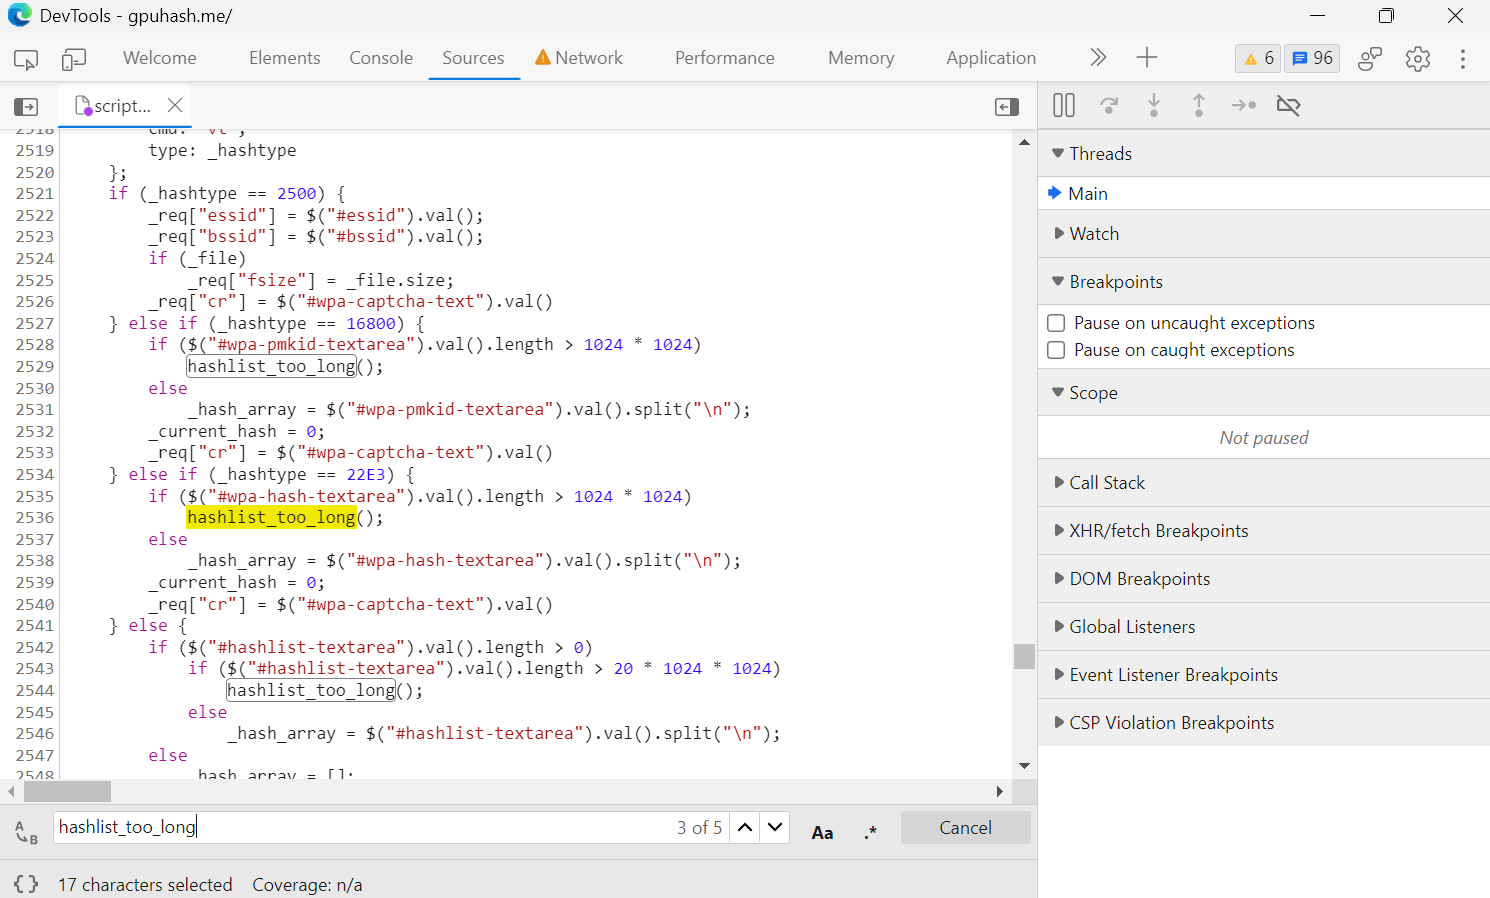 DevTools - gpuhash.me/
Welcome Elements Console Sources Network Performance Memory Application 6 96
script...
2518 cmd: "vt",
2519 type: _hashtype
2520 };
2521 if (_hashtype == 2500) {
2522 _req["essid"] = $("#essid").val();
2523 _req["bssid"] = $("#bssid").val();
2524 if (_file)
2525 _req["fsize"] = _file.size;
2526 _req["cr"] = $("#wpa-captcha-text").val()
2527 } else if (_hashtype == 16800) {
2528 if ($("#wpa-pmkid-textarea").val().length > 1024 * 1024)
2529 hashlist_too_long();
2530 else
2531 _hash_array = $("#wpa-pmkid-textarea").val().split("\n");
2532 _current_hash = 0;
2533 _req["cr"] = $("#wpa-captcha-text").val()
2534 } else if (_hashtype == 22E3) {
2535 if ($("#wpa-hash-textarea").val().length > 1024 * 1024)
2536 hashlist_too_long();
2537 else
2538 _hash_array = $("#wpa-hash-textarea").val().split("\n");
2539 _current_hash = 0;
2540 _req["cr"] = $("#wpa-captcha-text").val()
2541 } else {
2542 if ($("#hashlist-textarea").val().length > 0)
2543 if ($("#hashlist-textarea").val().length > 20 * 1024 * 1024)
2544 hashlist_too_long();
2545 else
2546 _hash_array = $("#hashlist-textarea").val().split("\n");
2547 else
2548 _hash_array = [];
hashlist_too_long 3 of 5 Aa .* Cancel
{} 17 characters selected Coverage: n/a
Threads
Main
Watch
Breakpoints
Pause on uncaught exceptions
Pause on caught exceptions
Scope
Not paused
Call Stack
XHR/fetch Breakpoints
DOM Breakpoints
Global Listeners
Event Listener Breakpoints
CSP Violation Breakpoints